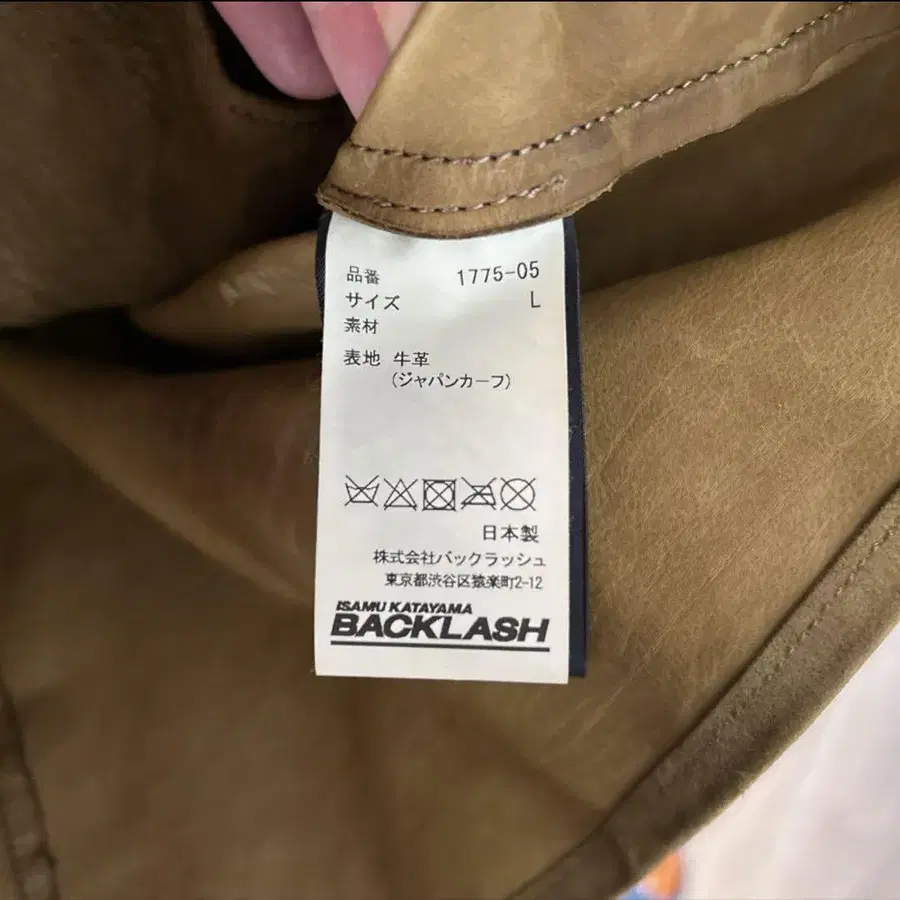 品番 1775-05
サイズ L
素材
表地 牛革
(ジャパンカーフ)
日本製
株式会社バックラッシュ
東京都渋谷区猿楽町2-12
ISAMU KATAYAMA
BACKLASH